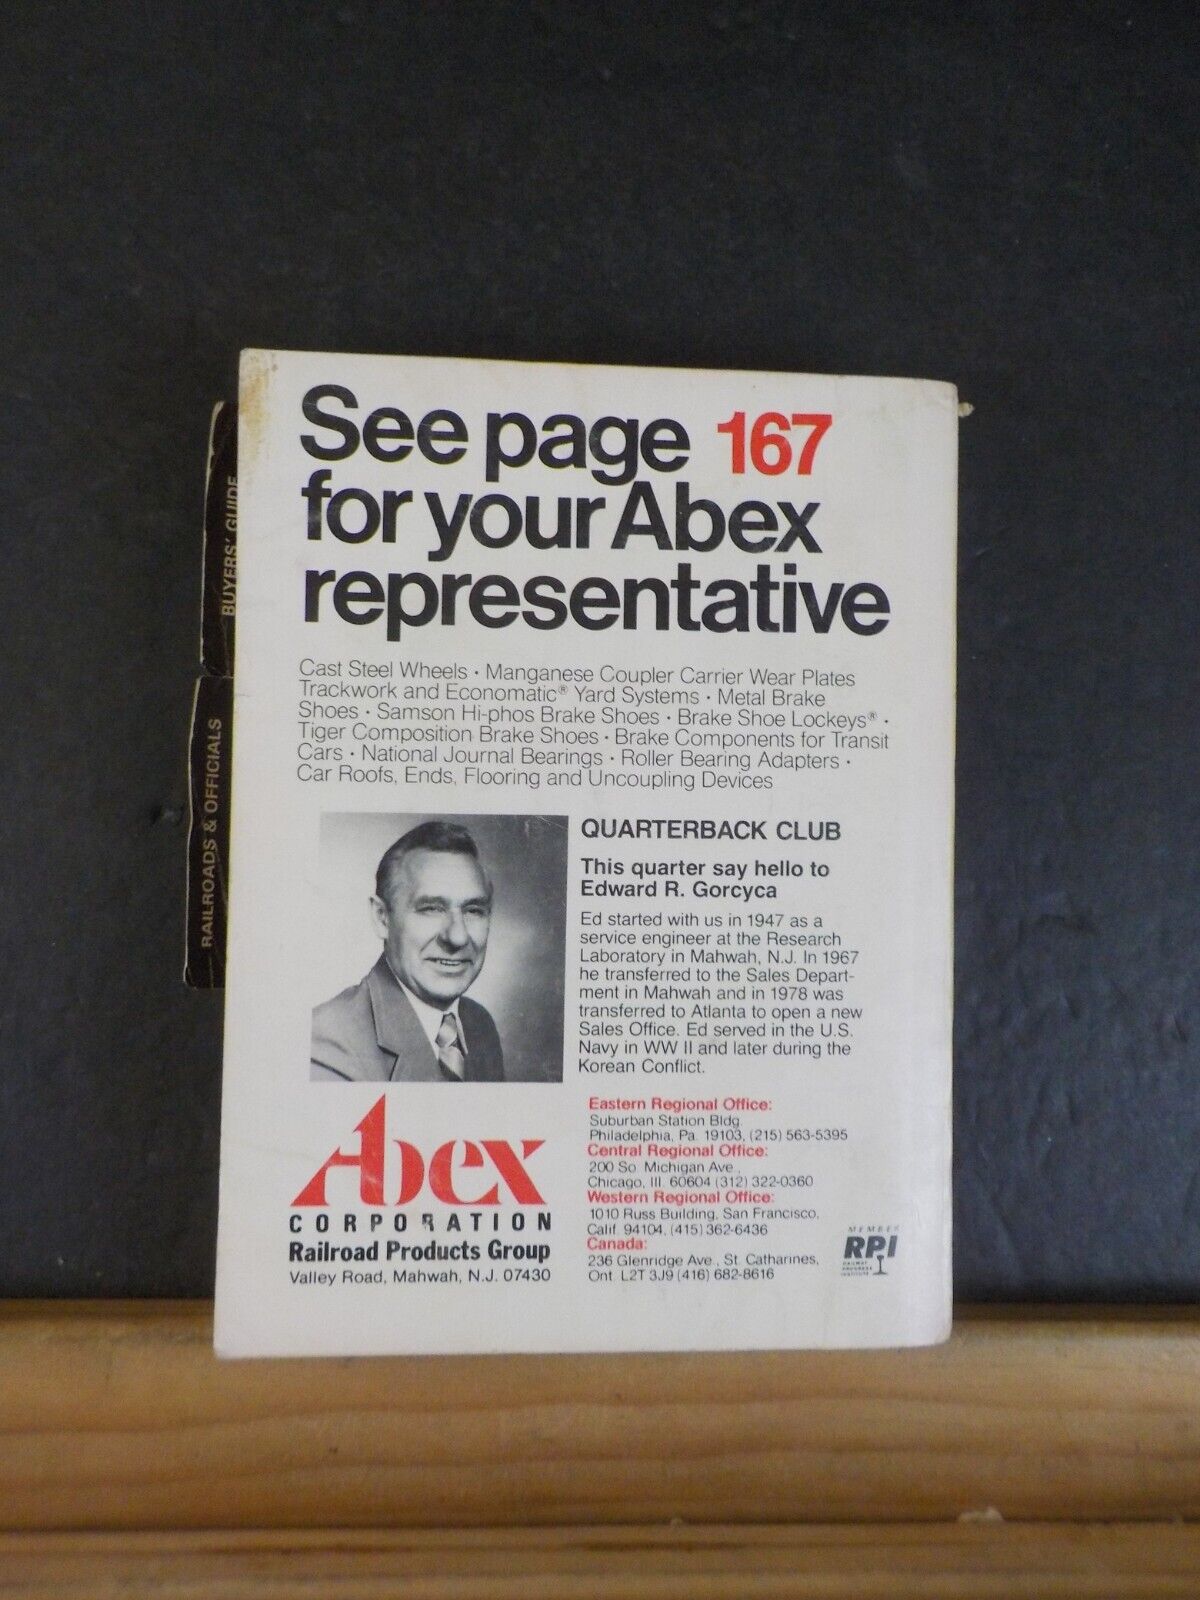 See page 167
for your Abex
representative
Cast Steel Wheels • Manganese Coupler Carrier Wear Plates
Trackwork and Economatic® Yard Systems • Metal Brake
Shoes • Samson Hi-phos Brake Shoes • Brake Shoe Lockeys® •
Tiger Composition Brake Shoes • Brake Components for Transit
Cars • National Journal Bearings • Roller Bearing Adapters •
Car Roofs, Ends, Flooring and Uncoupling Devices
QUARTERBACK CLUB
This quarter say hello to
Edward R. Gorcyca
Ed started with us in 1947 as a
service engineer at the Research
Laboratory in Mahwah, N.J. In 1967
he transferred to the Sales Depart-
ment in Mahwah and in 1978 was
transferred to Atlanta to open a new
Sales Office. Ed served in the U.S.
Navy in WW II and later during the
Korean Conflict.
Abex
CORPORATION
Railroad Products Group
Valley Road, Mahwah, N.J. 07430
Eastern Regional Office:
Suburban Station Bldg.
Philadelphia, Pa. 19103, (215) 563-5395
Central Regional Office:
200 So. Michigan Ave.,
Chicago, Ill. 60604 (312) 322-0360
Western Regional Office:
1010 Russ Building, San Francisco,
Calif. 94104, (415) 362-6436
Canada:
236 Glenridge Ave., St. Catharines,
Ont. L2T 3J9 (416) 682-8616
MEMBER
RPI
RAILWAY
PROGRESS
INSTITUTE
BUYERS' GUIDE
RAILROADS & OFFICIALS